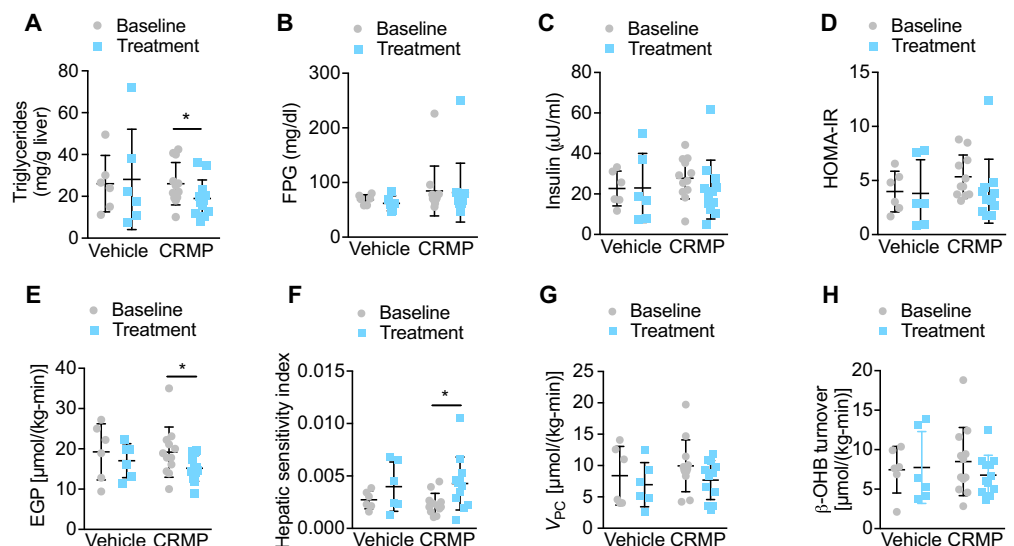 A
Baseline
Treatment
Triglycerides
(mg/g liver)
80
60
40
20
0
*
Vehicle CRMP
B
Baseline
Treatment
FPG (mg/dl)
300
200
100
0
Vehicle CRMP
C
Baseline
Treatment
Insulin (μU/ml)
80
60
40
20
0
Vehicle CRMP
D
Baseline
Treatment
HOMA-IR
15
10
5
0
Vehicle CRMP
E
Baseline
Treatment
EGP [μmol/(kg-min)]
40
30
20
10
0
*
Vehicle CRMP
F
Baseline
Treatment
Hepatic sensitivity index
0.015
0.010
0.005
0.000
*
Vehicle CRMP
G
Baseline
Treatment
VPC [μmol/(kg-min)]
25
20
15
10
5
0
Vehicle CRMP
H
Baseline
Treatment
β-OHB turnover
[μmol/(kg-min)]
20
15
10
5
0
Vehicle CRMP